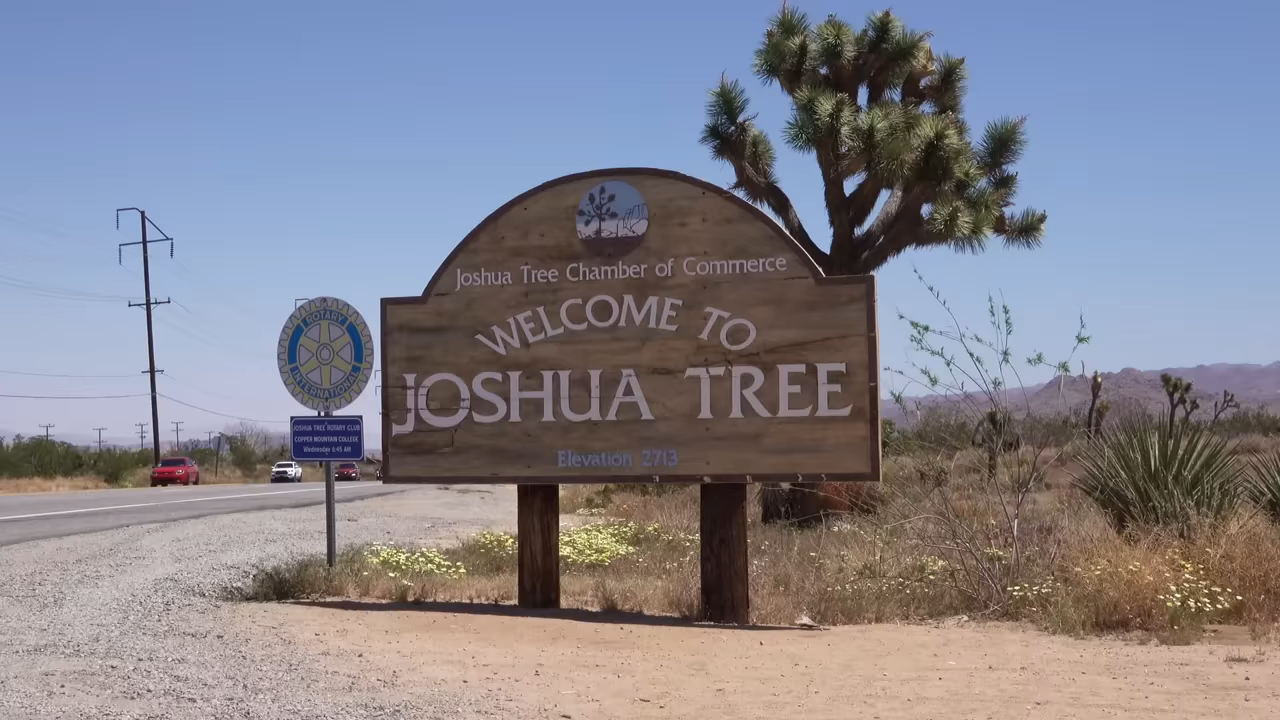 Joshua Tree Chamber of Commerce
WELCOME TO
JOSHUA TREE
Elevation 2713
ROTARY
INTERNATIONAL
JOSHUA TREE ROTARY CLUB
COPPER MOUNTAIN COLLEGE
Wednesday 6:45 AM